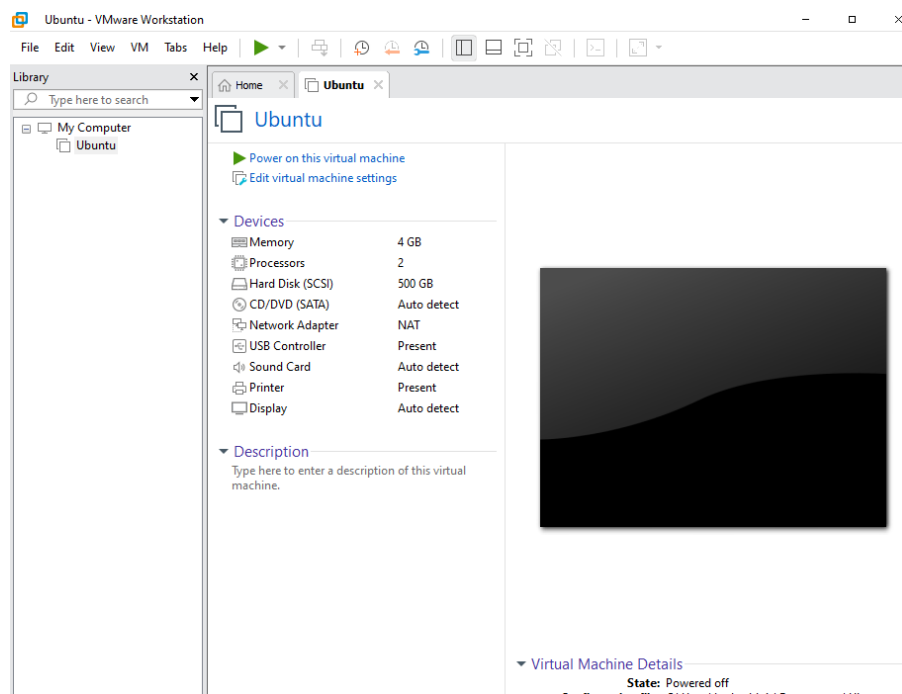 Ubuntu - VMware Workstation
File Edit View VM Tabs Help
Library
Type here to search
My Computer
Ubuntu
Home
Ubuntu
Ubuntu
Power on this virtual machine
Edit virtual machine settings
Devices
Memory 4 GB
Processors 2
Hard Disk (SCSI) 500 GB
CD/DVD (SATA) Auto detect
Network Adapter NAT
USB Controller Present
Sound Card Auto detect
Printer Present
Display Auto detect
Description
Type here to enter a description of this virtual
machine.
Virtual Machine Details
State: Powered off